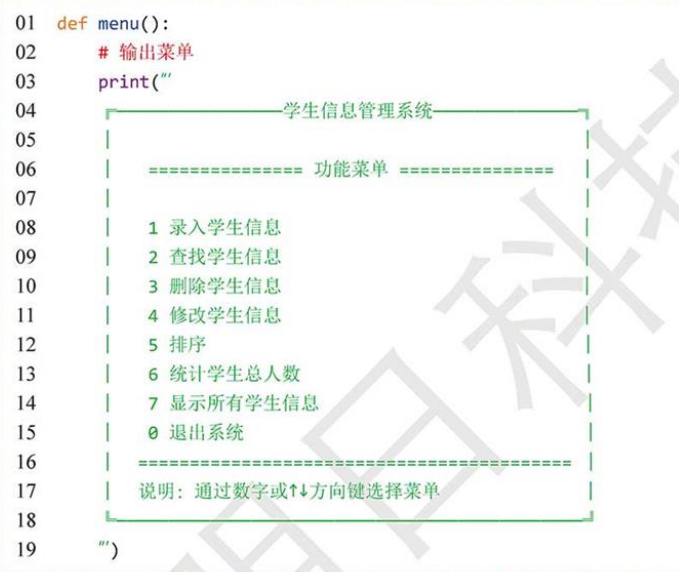 01 def menu():
02     # 输出菜单
03     print('''
04     ╔———————学生信息管理系统————————╗
05     │                                              │
06     │   =============== 功能菜单 ===============   │
07     │                                              │
08     │   1 录入学生信息                             │
09     │   2 查找学生信息                             │
10     │   3 删除学生信息                             │
11     │   4 修改学生信息                             │
12     │   5 排序                                     │
13     │   6 统计学生总人数                           │
14     │   7 显示所有学生信息                         │
15     │   0 退出系统                                 │
16     │  ==========================================  │
17     │  说明：通过数字或↑↓方向键选择菜单            │
18     ╚———————————————————————╝
19     ''')
明日科技